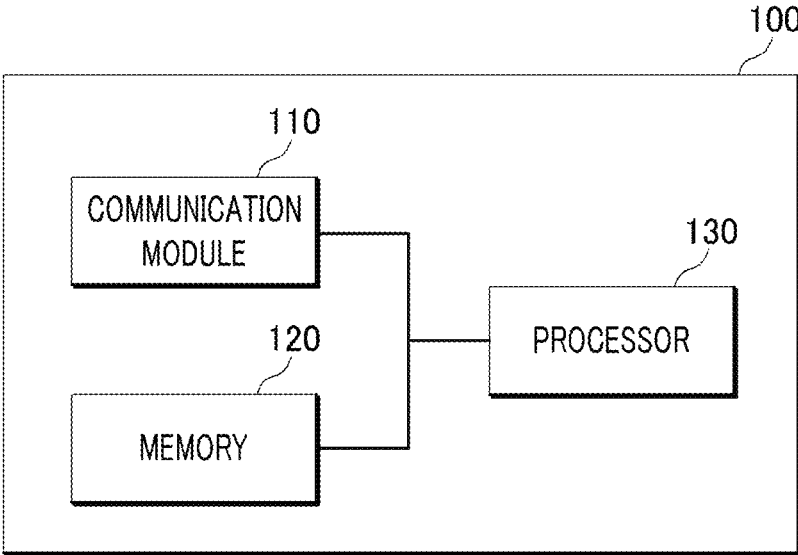 100
110
COMMUNICATION
MODULE
130
PROCESSOR
120
MEMORY